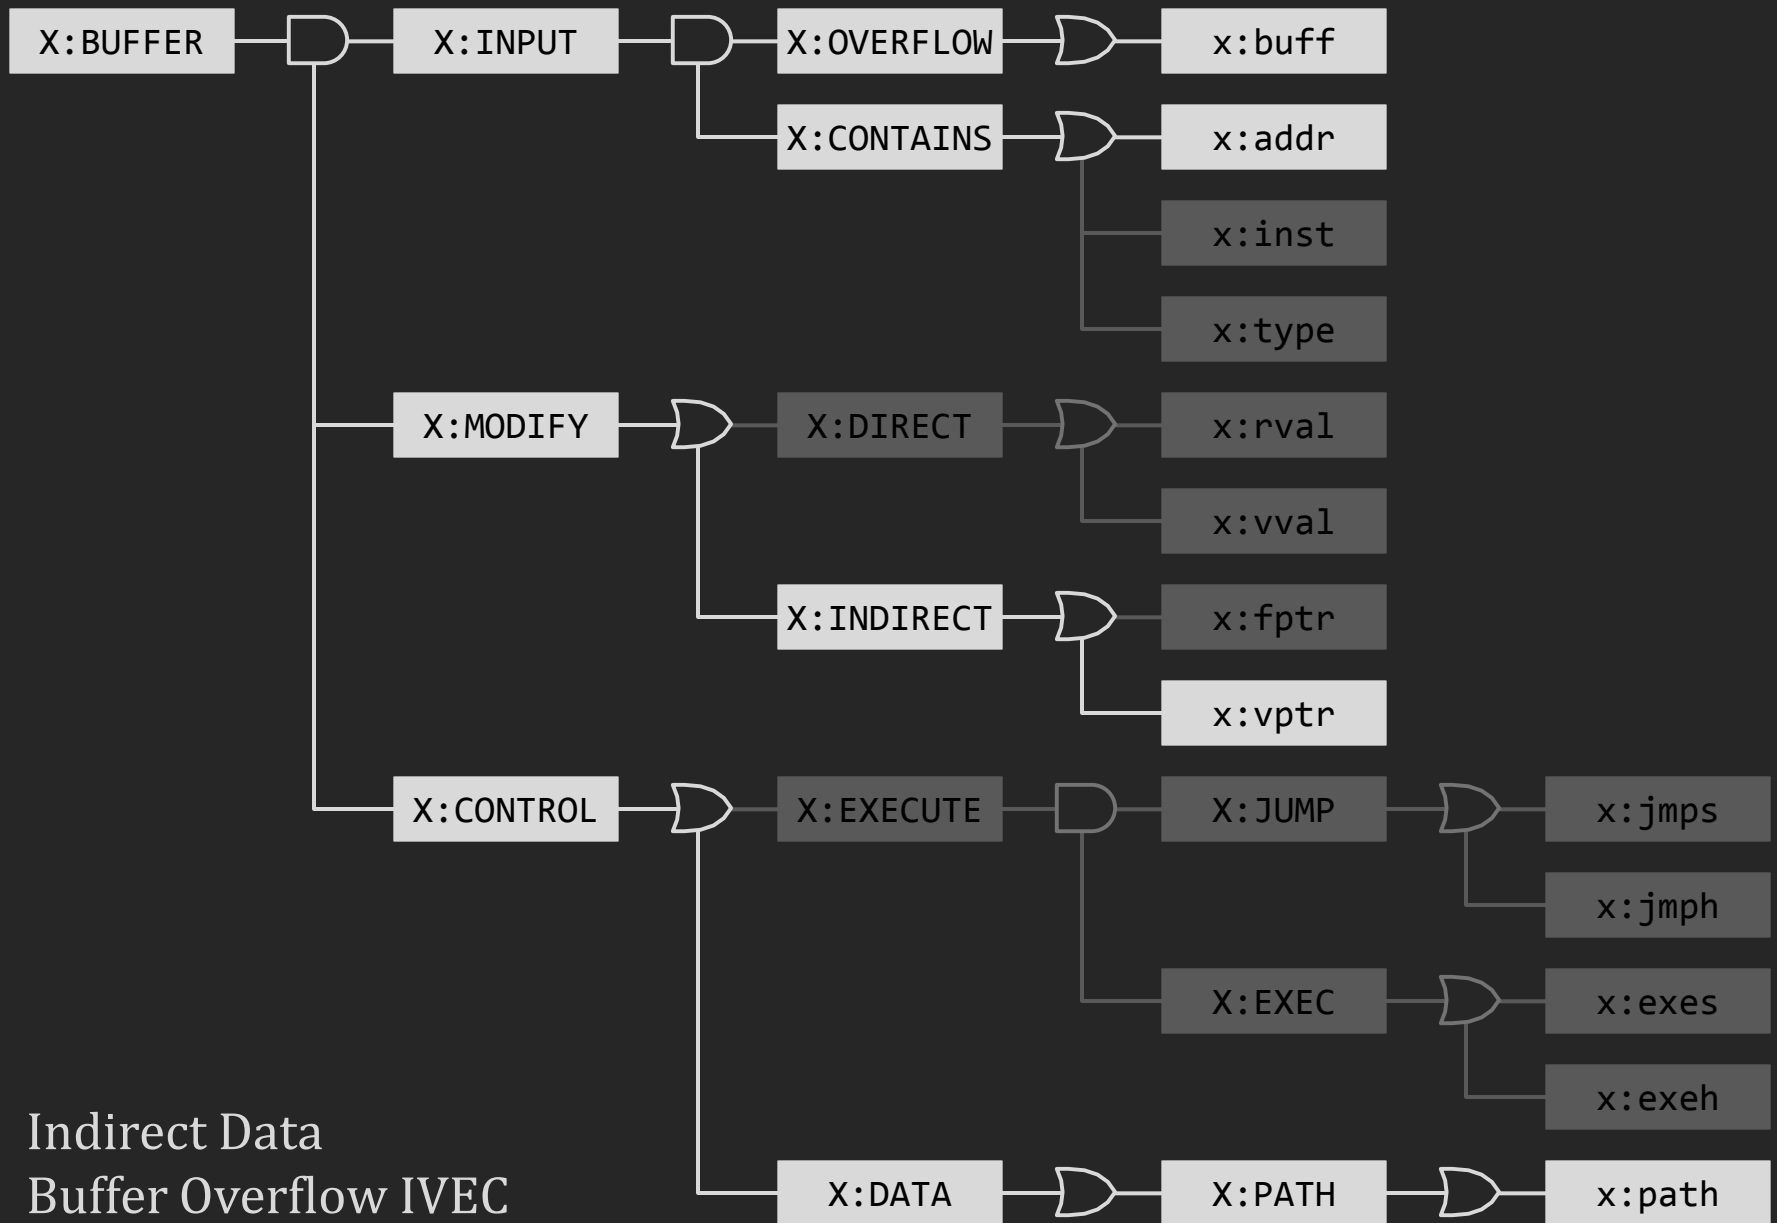 X:BUFFER X:INPUT X:OVERFLOW x:buff
X:CONTAINS x:addr
x:inst
x:type
X:MODIFY X:DIRECT x:rval
x:vval
X:INDIRECT x:fptr
x:vptr
X:CONTROL X:EXECUTE X:JUMP x:jmps
x:jmph
X:EXEC x:exes
x:exeh
X:DATA X:PATH x:path
Indirect Data
Buffer Overflow IVEC